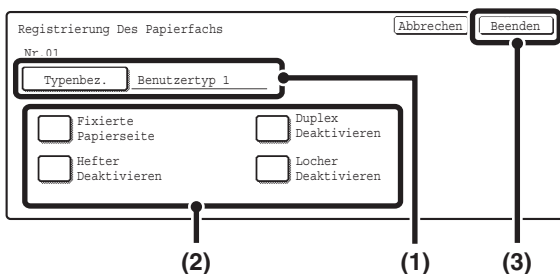 Registrierung Des Papierfachs
Abbrechen
Beenden
Nr.01
Typenbez.
Benutzertyp 1
Fixierte
Papierseite
Duplex
Deaktivieren
Hefter
Deaktivieren
Locher
Deaktivieren
(2)
(1)
(3)